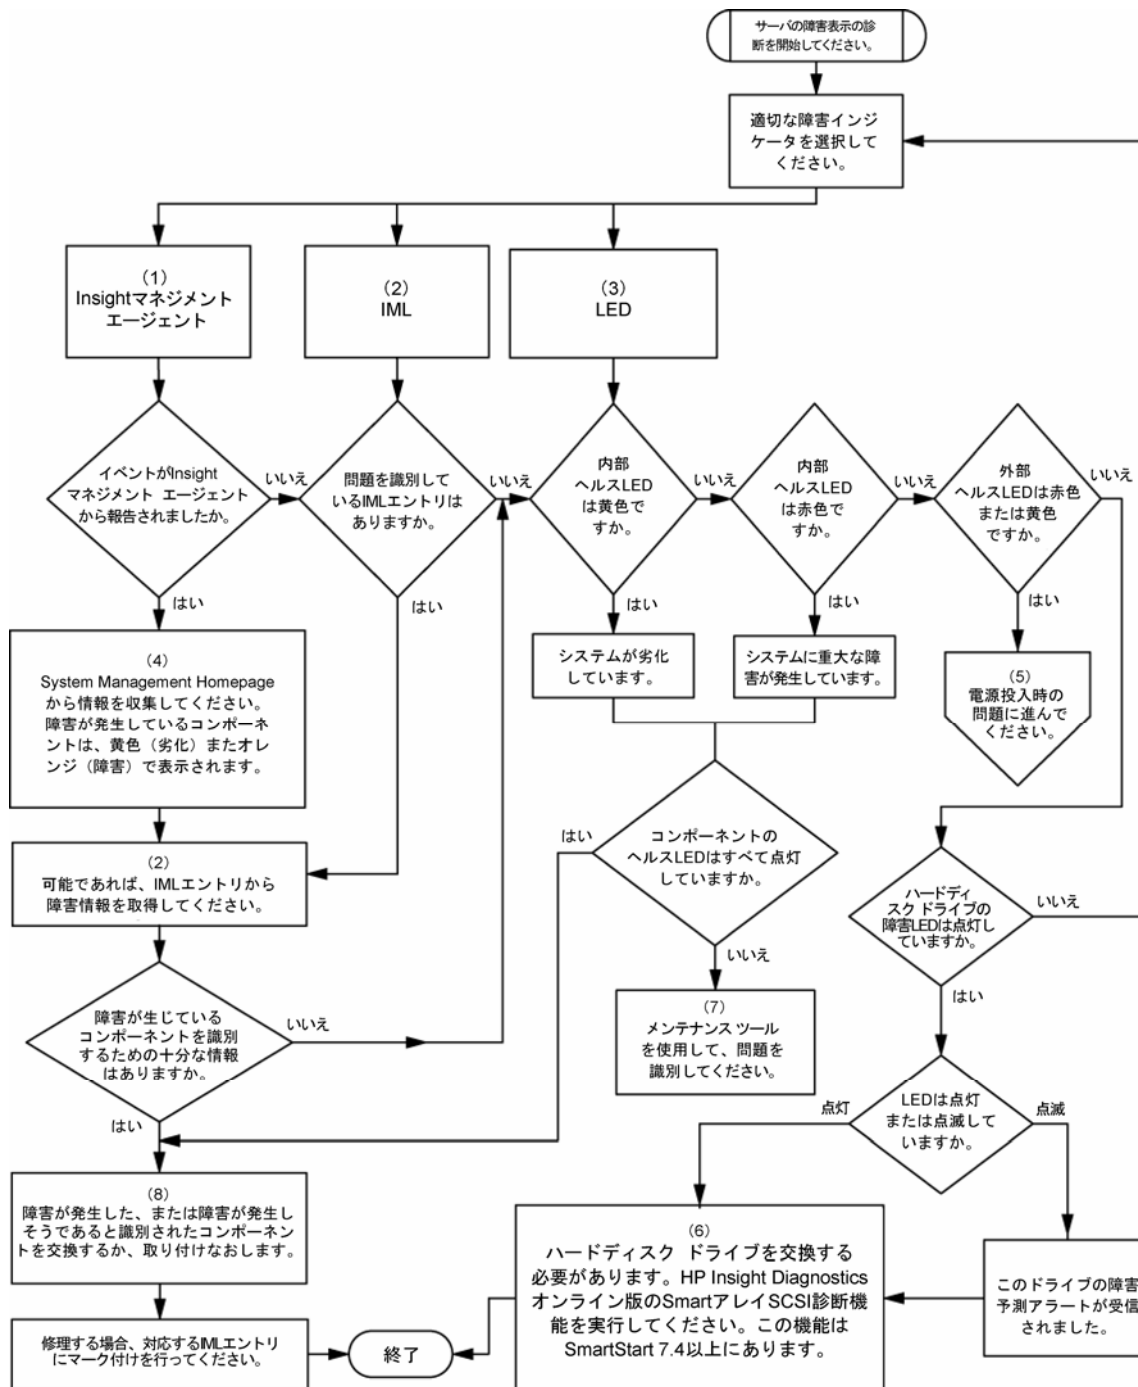 サーバの障害表示の診
断を開始してください。
適切な障害インジ
ケータを選択して
ください。
(1)
Insightマネジメント
エージェント
(2)
IML
(3)
LED
イベントがInsight
マネジメント エージェント
から報告されましたか。
いいえ
はい
問題を識別して
いるIMLエントリは
ありますか。
いいえ
はい
内部
ヘルスLED
は黄色で
すか。
いいえ
はい
内部
ヘルスLED
は赤色で
すか。
いいえ
はい
外部
ヘルスLEDは赤色
または黄色
ですか。
いいえ
はい
(4)
System Management Homepage
から情報を収集してください。
障害が発生しているコンポーネ
ントは、黄色（劣化）またオレ
ンジ（障害）で表示されます。
システムが劣化
しています。
システムに重大な障
害が発生しています。
(5)
電源投入時の
問題に進んで
ください。
(2)
可能であれば、IMLエントリから
障害情報を取得してください。
はい
コンポーネントの
ヘルスLEDはすべて点灯
していますか。
いいえ
ハードディ
スク ドライブの
障害LEDは点灯し
ていますか。
いいえ
はい
障害が生じている
コンポーネントを識別
するための十分な情報
はありますか。
いいえ
はい
(7)
メンテナンス ツール
を使用して、問題を
識別してください。
点灯
LEDは点灯
または点滅して
いますか。
点滅
(8)
障害が発生した、または障害が発生し
そうであると識別されたコンポーネン
トを交換するか、取り付けなおします。
(6)
ハードディスク ドライブを交換する
必要があります。HP Insight Diagnostics
オンライン版のSmartアレイSCSI診断機
能を実行してください。この機能は
SmartStart 7.4以上にあります。
このドライブの障害
予測アラートが受信
されました。
修理する場合、対応するIMLエントリ
にマーク付けを行ってください。
終了